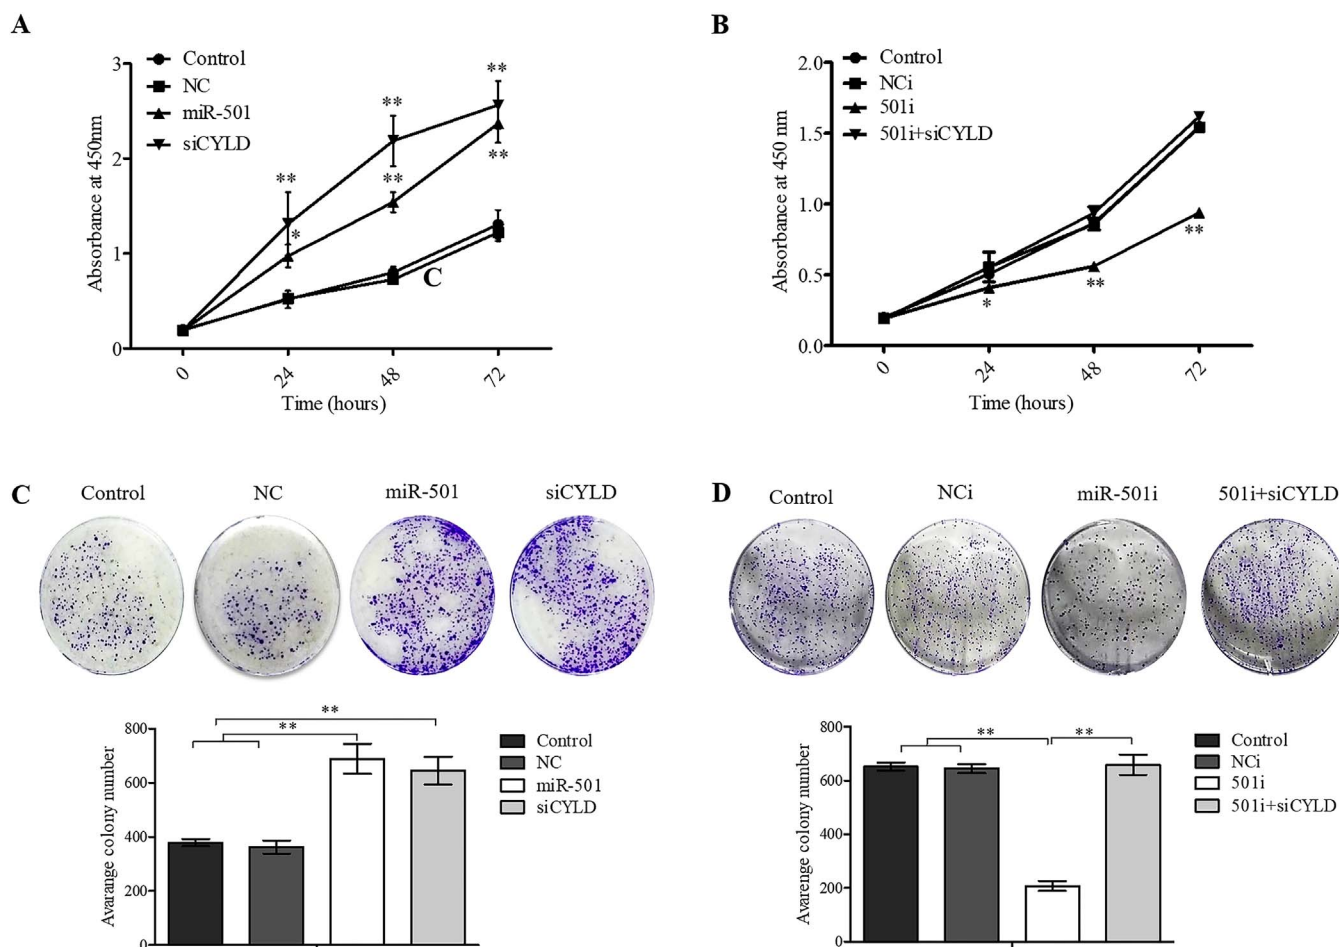 A
Control
NC
miR-501
siCYLD
Absorbance at 450nm
3
2
1
0
**
**
**
**
*
**
**
C
0
24
48
72
Time (hours)
B
Control
NCi
501i
501i+siCYLD
Absorbance at 450 nm
2.0
1.5
1.0
0.5
0.0
*
**
**
0
24
48
72
Time (hours)
C
Control
NC
miR-501
siCYLD
Avarange colony number
800
600
400
200
0
**
**
Control
NC
miR-501
siCYLD
D
Control
NCi
miR-501i
501i+siCYLD
Avarenge colony number
800
600
400
200
0
**
**
Control
NCi
501i
501i+siCYLD